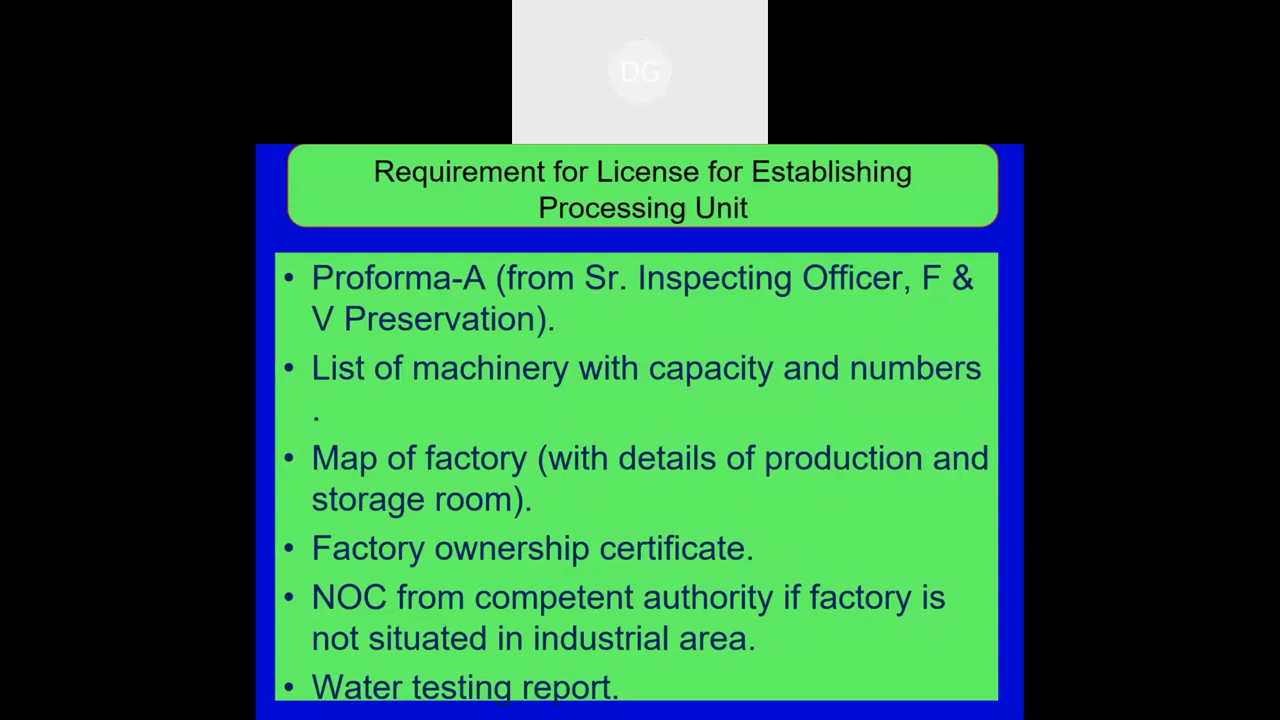 DG
Requirement for License for Establishing
Processing Unit
• Proforma-A (from Sr. Inspecting Officer, F &
V Preservation).
• List of machinery with capacity and numbers
.
• Map of factory (with details of production and
storage room).
• Factory ownership certificate.
• NOC from competent authority if factory is
not situated in industrial area.
• Water testing report.